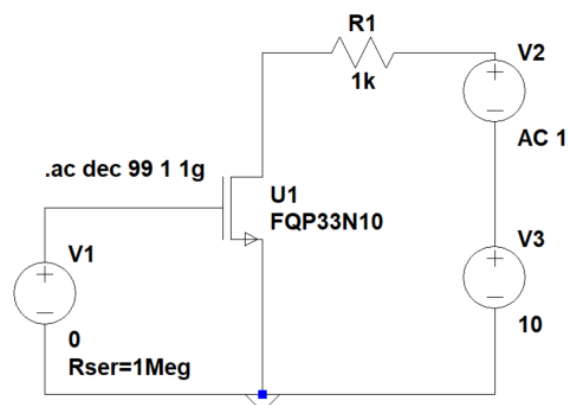 R1
1k
V2
AC 1
.ac dec 99 1 1g
U1
FQP33N10
V1
0
Rser=1Meg
V3
10